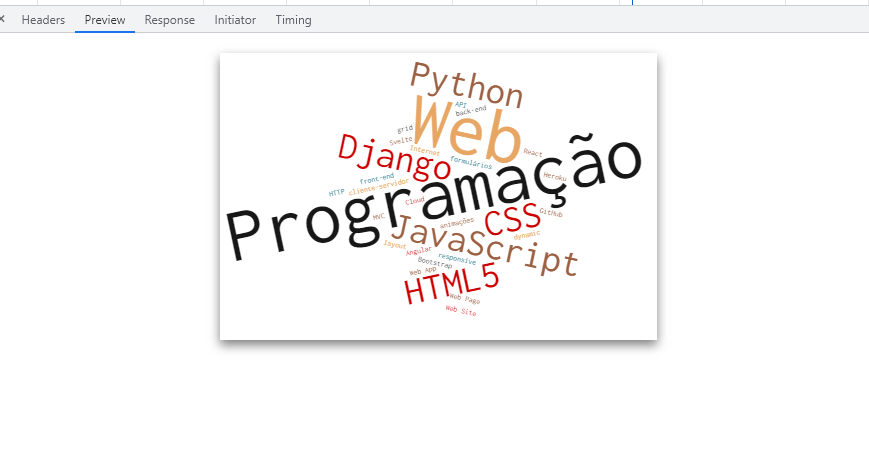 Headers Preview Response Initiator Timing
Python
API
back-end
Web
grid
Svelte
React
Django
Internet
formulários
Programação
front-end
Heroku
HTTP
cliente-servidor
Cloud
CSS
GitHub
MVC
animações
JavaScript
dynamic
layout
Angular
responsive
Bootstrap
Web App
HTML5
Web Page
Web Site